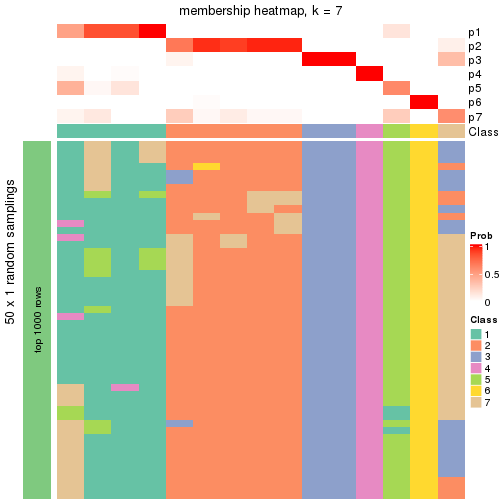 membership heatmap, k = 7
p1
p2
p3
p4
p5
p6
p7
Class
50 x 1 random samplings
top 1000 rows
Prob
1
0.5
0
Class
1
2
3
4
5
6
7